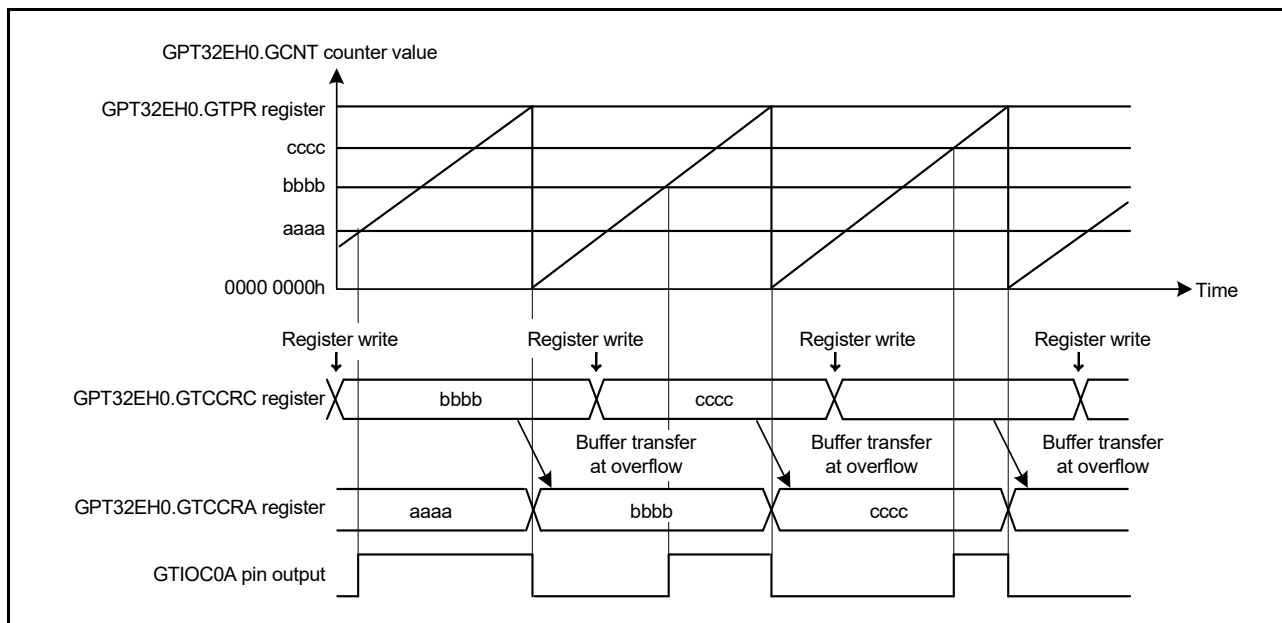 GPT32EH0.GCNT counter value
GPT32EH0.GTPR register
cccc
bbbb
aaaa
0000 0000h
Time
Register write Register write Register write Register write
GPT32EH0.GTCCRC register
bbbb cccc
Buffer transfer Buffer transfer Buffer transfer
at overflow at overflow at overflow
GPT32EH0.GTCCRA register
aaaa bbbb cccc
GTIOC0A pin output